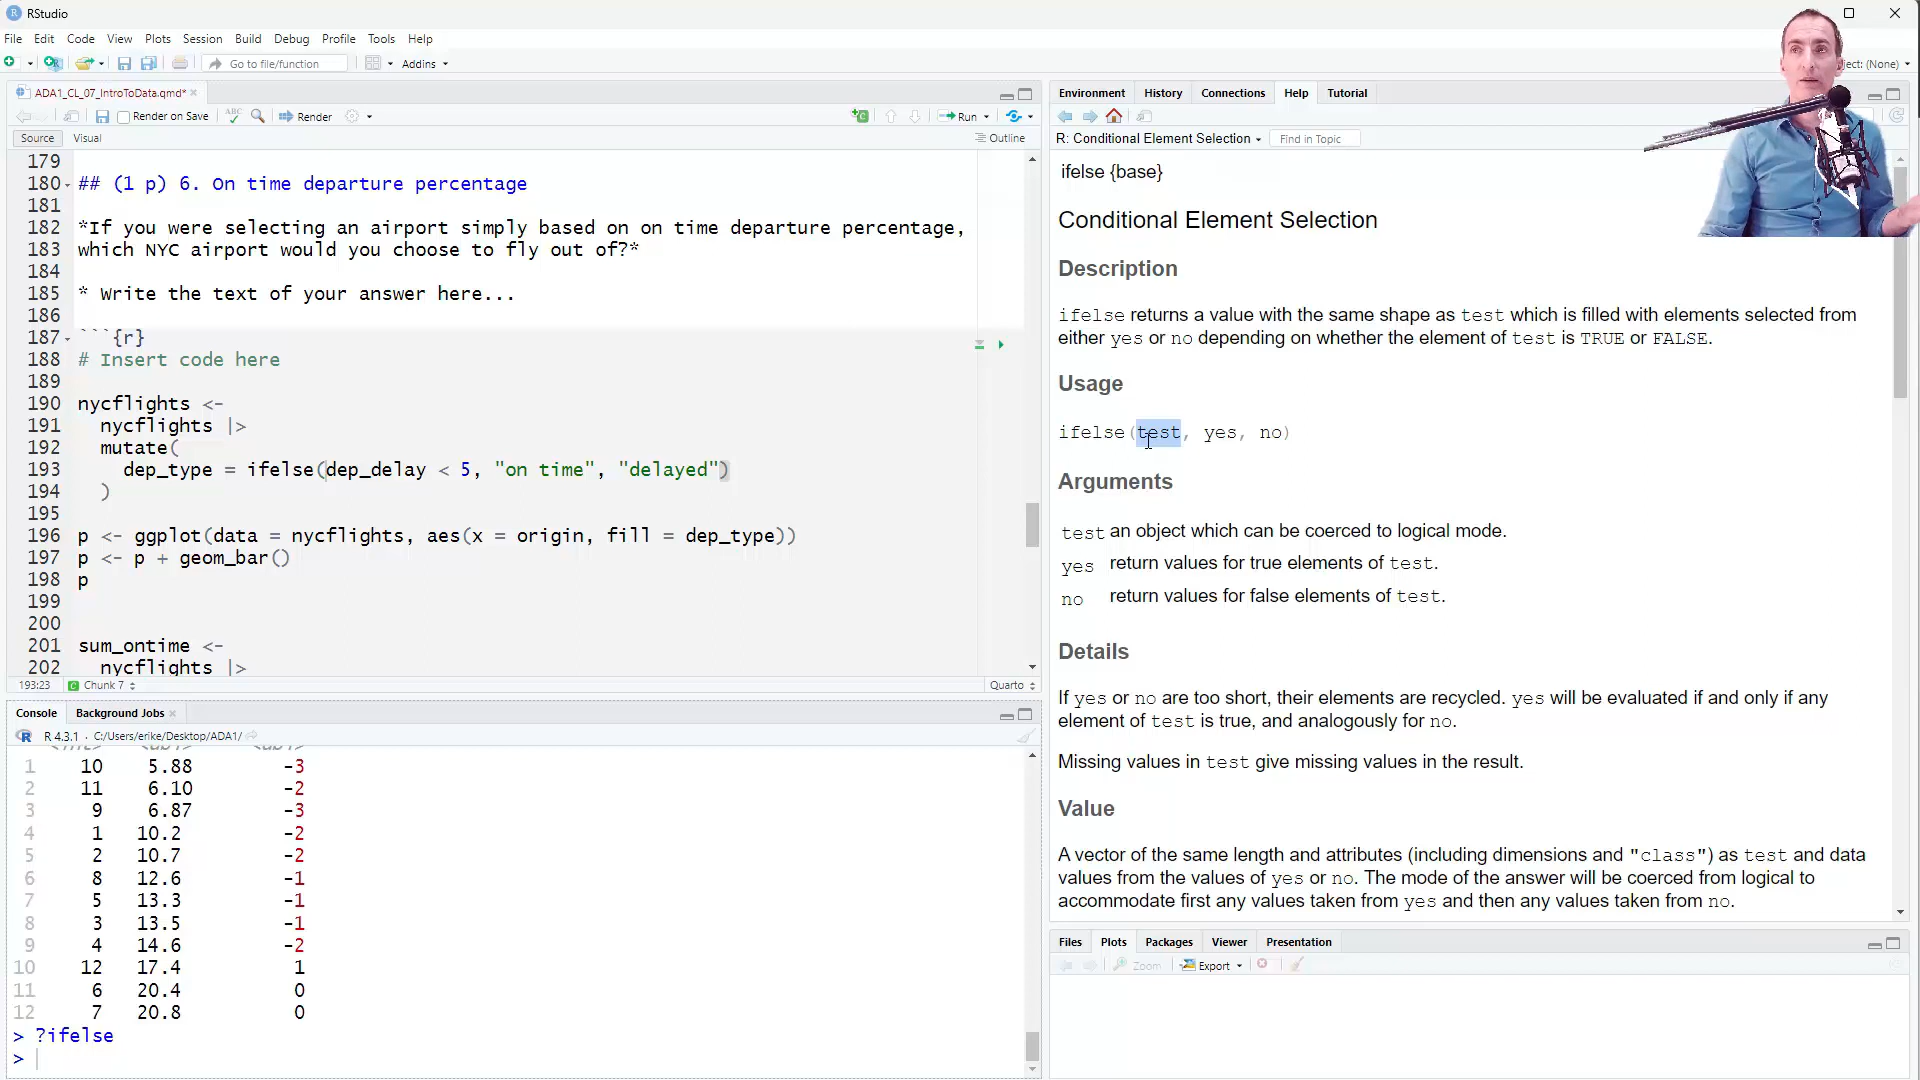 RStudio
File Edit Code View Plots Session Build Debug Profile Tools Help
Go to file/function
Addins
ject: (None)
ADA1_CL_07_IntroToData.qmd*
Render on Save
ABC
Render
Run
Source
Visual
Outline
179
180 ## (1 p) 6. On time departure percentage
181
182 *If you were selecting an airport simply based on on time departure percentage,
183 which NYC airport would you choose to fly out of?*
184
185 * Write the text of your answer here...
186
187 ```{r}
188 # Insert code here
189
190 nycflights <-
191 nycflights |>
192 mutate(
193 dep_type = ifelse(dep_delay < 5, "on time", "delayed")
194 )
195
196 p <- ggplot(data = nycflights, aes(x = origin, fill = dep_type))
197 p <- p + geom_bar()
198 p
199
200
201 sum_ontime <-
202 nycflights |>
193:23
Chunk 7
Quarto
Console
Background Jobs
R 4.3.1 · C:/Users/erike/Desktop/ADA1/
1 10 5.88 -3
2 11 6.10 -2
3 9 6.87 -3
4 1 10.2 -2
5 2 10.7 -2
6 8 12.6 -1
7 5 13.3 -1
8 3 13.5 -1
9 4 14.6 -2
10 12 17.4 1
11 6 20.4 0
12 7 20.8 0
> ?ifelse
>
Environment History Connections Help Tutorial
R: Conditional Element Selection
Find in Topic
ifelse {base}
Conditional Element Selection
Description
ifelse returns a value with the same shape as test which is filled with elements selected from
either yes or no depending on whether the element of test is TRUE or FALSE.
Usage
ifelse(test, yes, no)
Arguments
test an object which can be coerced to logical mode.
yes return values for true elements of test.
no return values for false elements of test.
Details
If yes or no are too short, their elements are recycled. yes will be evaluated if and only if any
element of test is true, and analogously for no.
Missing values in test give missing values in the result.
Value
A vector of the same length and attributes (including dimensions and "class") as test and data
values from the values of yes or no. The mode of the answer will be coerced from logical to
accommodate first any values taken from yes and then any values taken from no.
Files Plots Packages Viewer Presentation
Zoom
Export